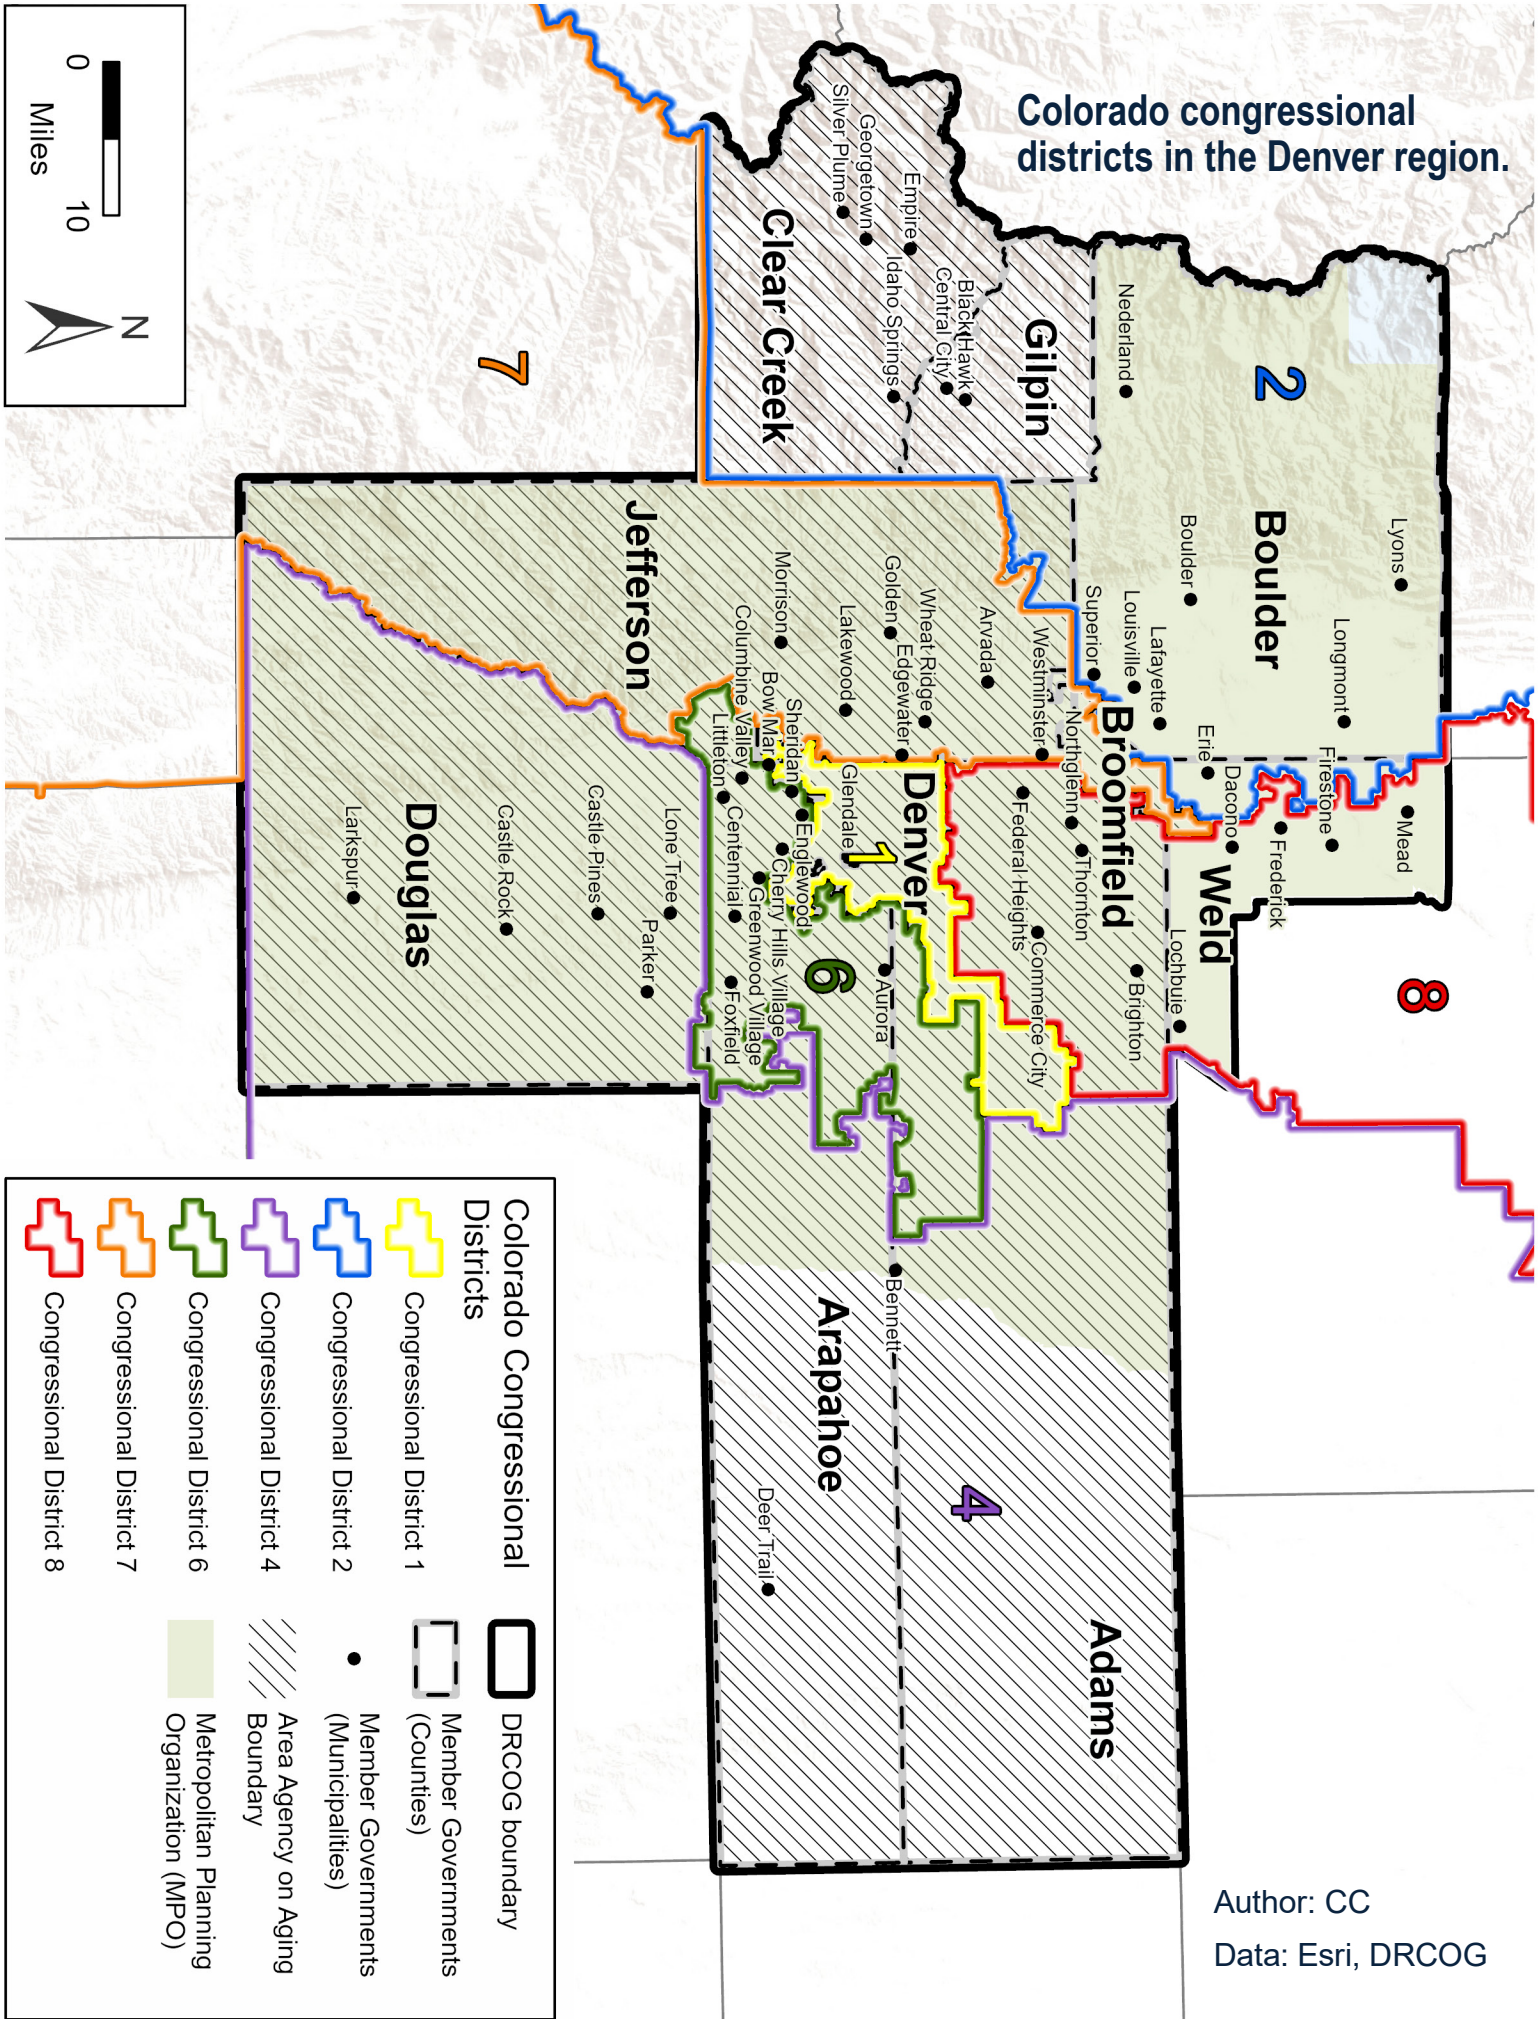 Colorado congressional
districts in the Denver region.
Lyons
Longmont
Mead
8
2
Boulder
Firestone
Frederick
Boulder
Erie
Dacono
Weld
Lochbuie
Nederland
Lafayette
Louisville
Superior
Broomfield
Brighton
Thornton
Northglenn
Westminster
Federal Heights
Commerce City
Adams
Gilpin
Black Hawk
Central City
Arvada
Wheat Ridge
Edgewater
Golden
Denver
4
Empire
Idaho Springs
Georgetown
Silver Plume
Clear Creek
Lakewood
Glendale
1
Aurora
6
Bennett
Arapahoe
Deer Trail
Morrison
Sheridan
Bow Mar
Columbine Valley
Littleton
Englewood
Cherry Hills Village
Greenwood Village
Centennial
Foxfield
Jefferson
Lone Tree
Parker
Castle Pines
Castle Rock
Douglas
Larkspur
7
0
10
Miles
N
Colorado Congressional
Districts
Congressional District 1
Congressional District 2
Congressional District 4
Congressional District 6
Congressional District 7
Congressional District 8
DRCOG boundary
Member Governments
(Counties)
Member Governments
(Municipalities)
Area Agency on Aging
Boundary
Metropolitan Planning
Organization (MPO)
Author: CC
Data: Esri, DRCOG